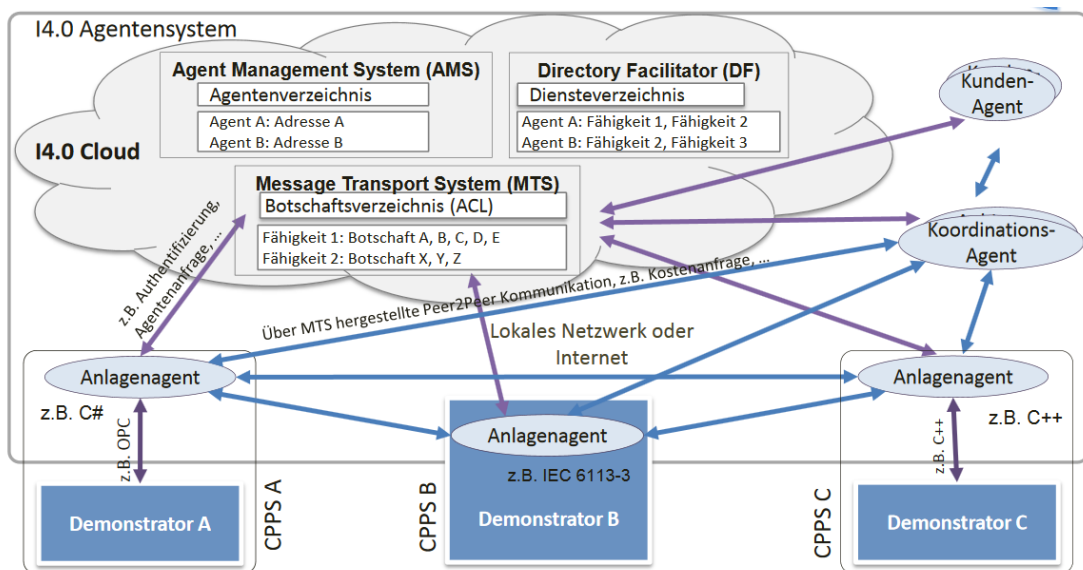 I4.0 Agentensystem
Agent Management System (AMS)
Agentenverzeichnis
Agent A: Adresse A
Agent B: Adresse B
Directory Facilitator (DF)
Diensteverzeichnis
Agent A: Fähigkeit 1, Fähigkeit 2
Agent B: Fähigkeit 2, Fähigkeit 3
Kunden-
Agent
I4.0 Cloud
Message Transport System (MTS)
Botschaftsverzeichnis (ACL)
Fähigkeit 1: Botschaft A, B, C, D, E
Fähigkeit 2: Botschaft X, Y, Z
Koordinations-
Agent
z.B. Authentifizierung,
Agentenanfrage, ...
Über MTS hergestellte Peer2Peer Kommunikation, z.B. Kostenanfrage, ...
Lokales Netzwerk oder
Internet
Anlagenagent
z.B. C#
z.B. OPC
Demonstrator A
CPPS A
Anlagenagent
z.B. IEC 6113-3
Demonstrator B
CPPS B
Anlagenagent
z.B. C++
z.B. C++
Demonstrator C
CPPS C